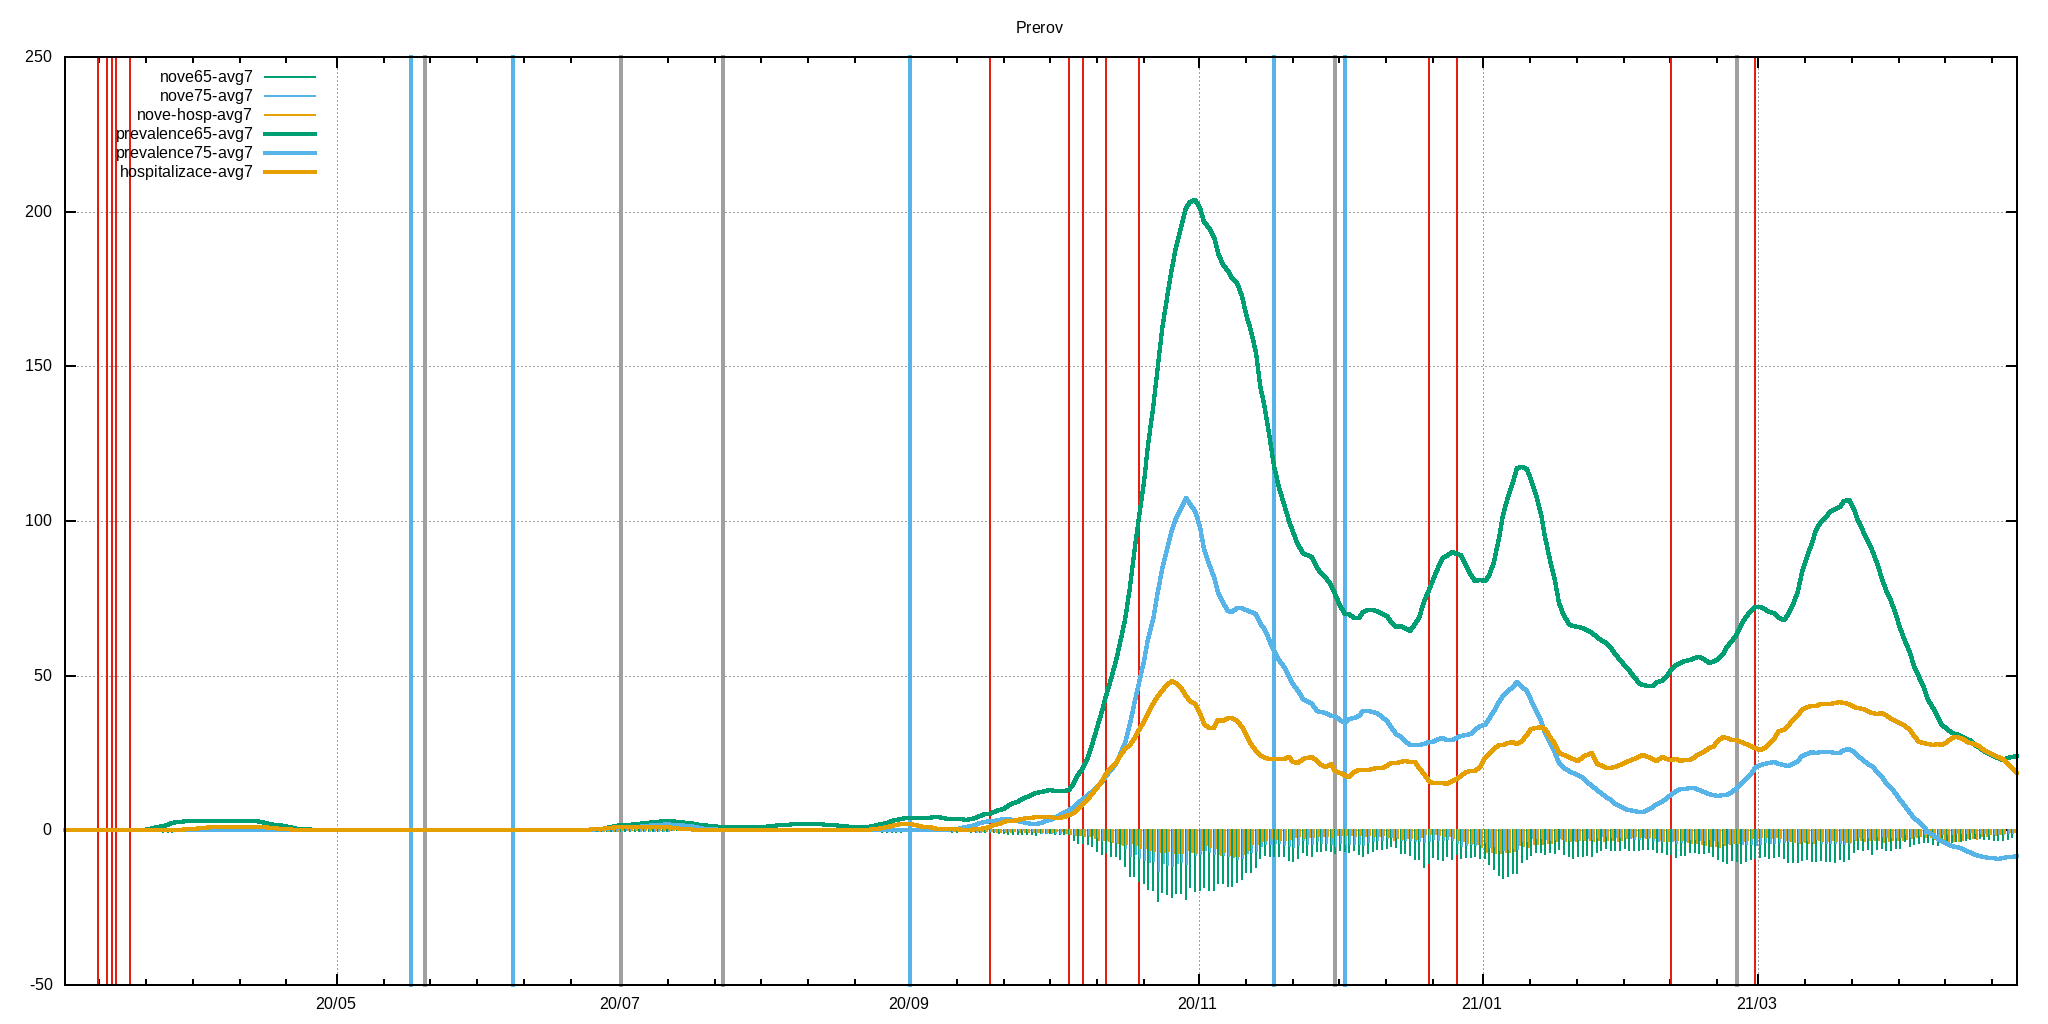 Prerov
250
nove65-avg7
nove75-avg7
nove-hosp-avg7
prevalence65-avg7
prevalence75-avg7
hospitalizace-avg7
200
150
100
50
0
-50
20/05 20/07 20/09 20/11 21/01 21/03